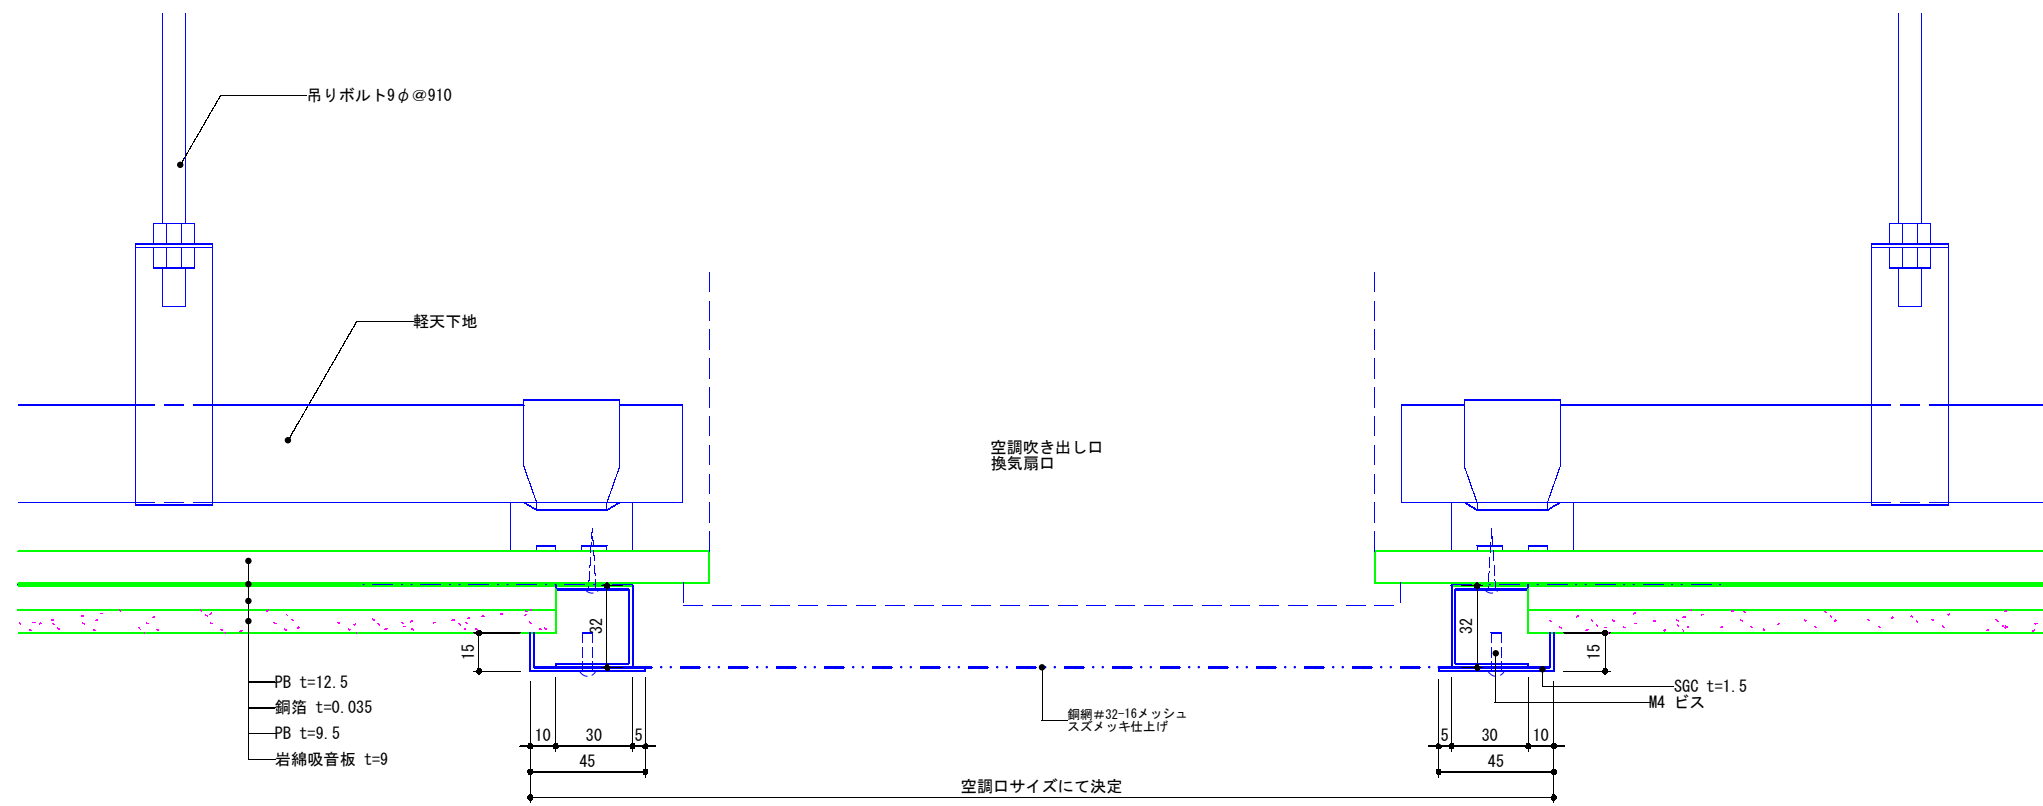 吊りボルト9φ@910
軽天下地
空調吹き出し口
換気扇口
32
32
15
15
PB t=12.5
銅箔 t=0.035
PB t=9.5
岩綿吸音板 t=9
SGC t=1.5
M4 ビス
銅網#32-16メッシュ
スズメッキ仕上げ
10 30 5
5 30 10
45
45
空調口サイズにて決定